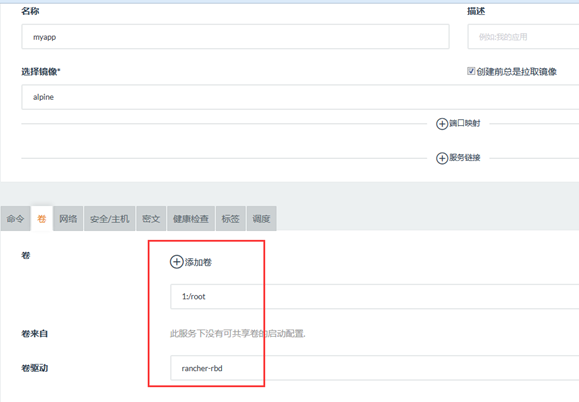 名称 描述
myapp 例如:我的应用
选择镜像* 创建前总是拉取镜像
alpine
端口映射
服务链接
命令 卷 网络 安全/主机 密文 健康检查 标签 调度
卷 添加卷
1:/root
卷来自 此服务下没有可共享卷的启动配置.
卷驱动 rancher-rbd